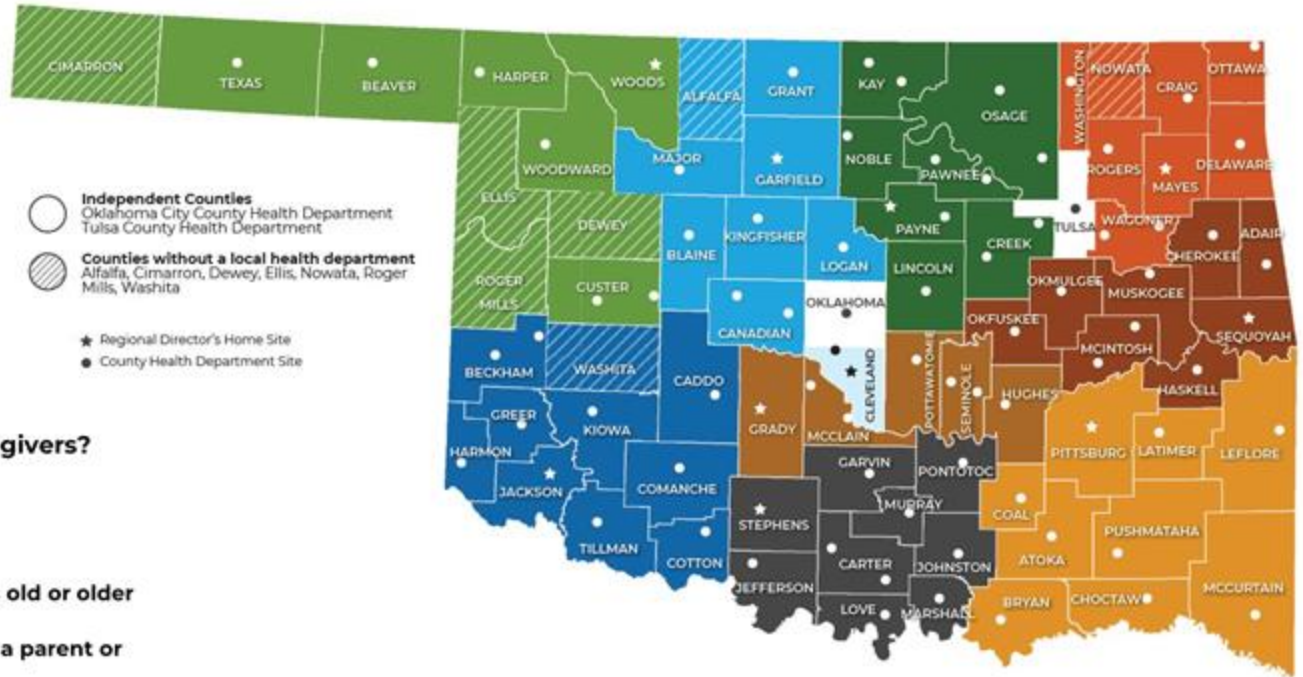 CIMARRON
TEXAS
BEAVER
HARPER
WOODS
ALFALFA
GRANT
KAY
OSAGE
WASHINGTON
NOWATA
CRAIG
OTTAWA
WOODWARD
MAJOR
GARFIELD
NOBLE
PAWNEE
ROGERS
MAYES
DELAWARE
Independent Counties
Oklahoma City County Health Department
Tulsa County Health Department
Counties without a local health department
Alfalfa, Cimarron, Dewey, Ellis, Nowata, Roger
Mills, Washita
Regional Director's Home Site
County Health Department Site
ELLIS
DEWEY
BLAINE
KINGFISHER
LOGAN
PAYNE
CREEK
TULSA
WAGONER
CHEROKEE
ADAIR
ROGER
MILLS
CUSTER
CANADIAN
OKLAHOMA
LINCOLN
OKMULGEE
MUSKOGEE
OKFUSKEE
MCINTOSH
SEQUOYAH
BECKHAM
WASHITA
CADDO
GRADY
MCCLAIN
CLEVELAND
POTTAWATOMIE
SEMINOLE
HUGHES
HASKELL
GREER
KIOWA
HARMON
JACKSON
COMANCHE
TILLMAN
COTTON
STEPHENS
GARVIN
PONTOTOC
MURRAY
PITTSBURG
LATIMER
LEFLORE
COAL
PUSHMATAHA
JEFFERSON
CARTER
JOHNSTON
ATOKA
LOVE
MARSHALL
BRYAN
CHOCTAW
MCCURTAIN
givers?
old or older
a parent or